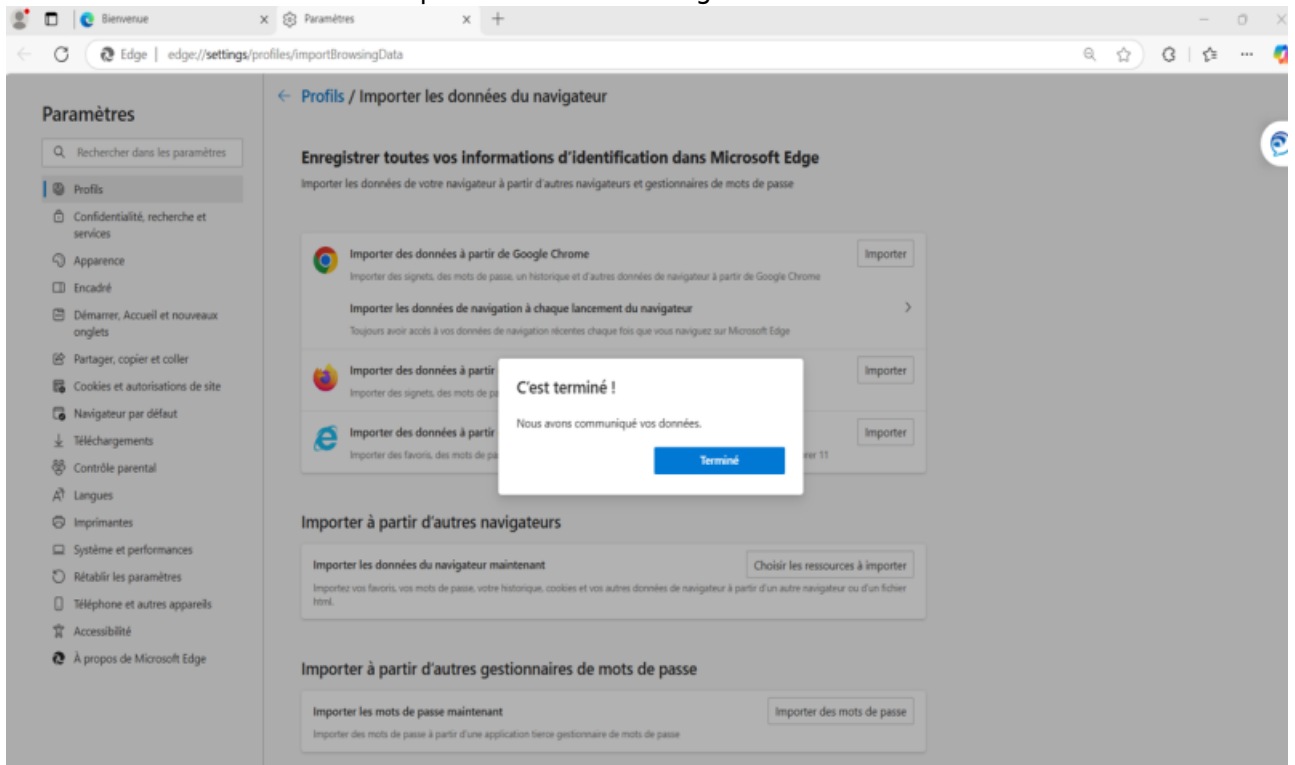 Bienvenue
Paramètres
Edge | edge://settings/profiles/importBrowsingData
Paramètres
Rechercher dans les paramètres
Profils
Confidentialité, recherche et
services
Apparence
Encadré
Démarrer, Accueil et nouveaux
onglets
Partager, copier et coller
Cookies et autorisations de site
Navigateur par défaut
Téléchargements
Contrôle parental
Langues
Imprimantes
Système et performances
Rétablir les paramètres
Téléphone et autres appareils
Accessibilité
À propos de Microsoft Edge
Profils / Importer les données du navigateur
Enregistrer toutes vos informations d'identification dans Microsoft Edge
Importer les données de votre navigateur à partir d'autres navigateurs et gestionnaires de mots de passe
Importer des données à partir de Google Chrome
Importer
Importer des signets, des mots de passe, un historique et d'autres données de navigateur à partir de Google Chrome
Importer les données de navigation à chaque lancement du navigateur
Toujours avoir accès à vos données de navigation récentes chaque fois que vous naviguez sur Microsoft Edge
Importer des données à partir
Importer
Importer des signets, des mots de pa
Importer des données à partir
Importer
Importer des favoris, des mots de pa
rer 11
C'est terminé !
Nous avons communiqué vos données.
Terminé
Importer à partir d'autres navigateurs
Importer les données du navigateur maintenant
Choisir les ressources à importer
Importez vos favoris, vos mots de passe, votre historique, cookies et vos autres données de navigateur à partir d'un autre navigateur ou d'un fichier
html.
Importer à partir d'autres gestionnaires de mots de passe
Importer les mots de passe maintenant
Importer des mots de passe
Importer des mots de passe à partir d'une application tierce gestionnaire de mots de passe